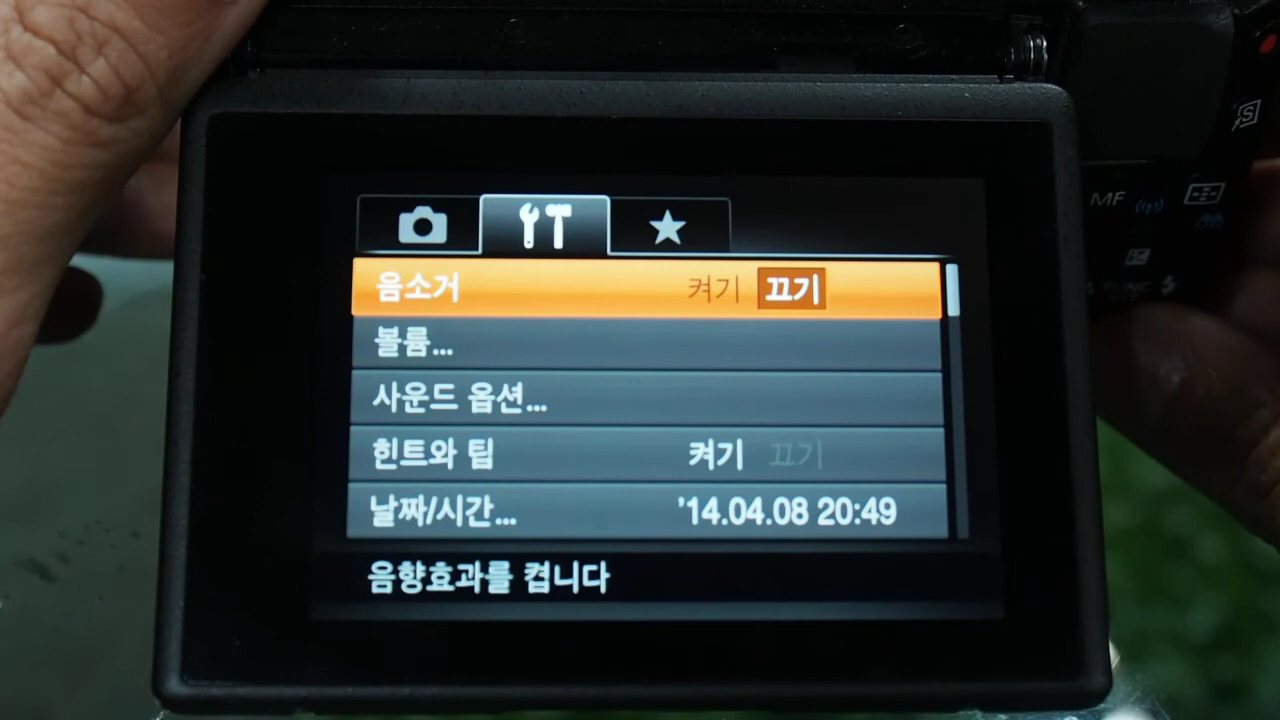 음소거 켜기 끄기
볼륨...
사운드 옵션...
힌트와 팁 켜기 끄기
날짜/시간... '14.04.08 20:49
음향효과를 켭니다
S
MF
FUNC.